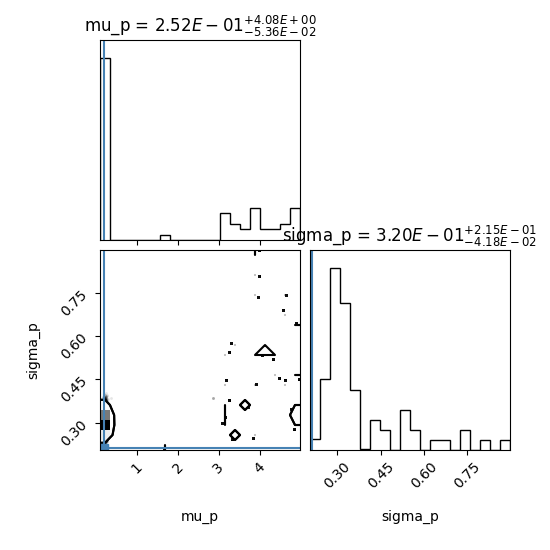 mu_p = 2.52E − 01+4.08E+00−5.36E−02
sigma_p = 3.20E − 01+2.15E−01−4.18E−02
0.75
0.60
0.45
0.30
sigma_p
1 2 3 4
0.30 0.45 0.60 0.75
mu_p sigma_p